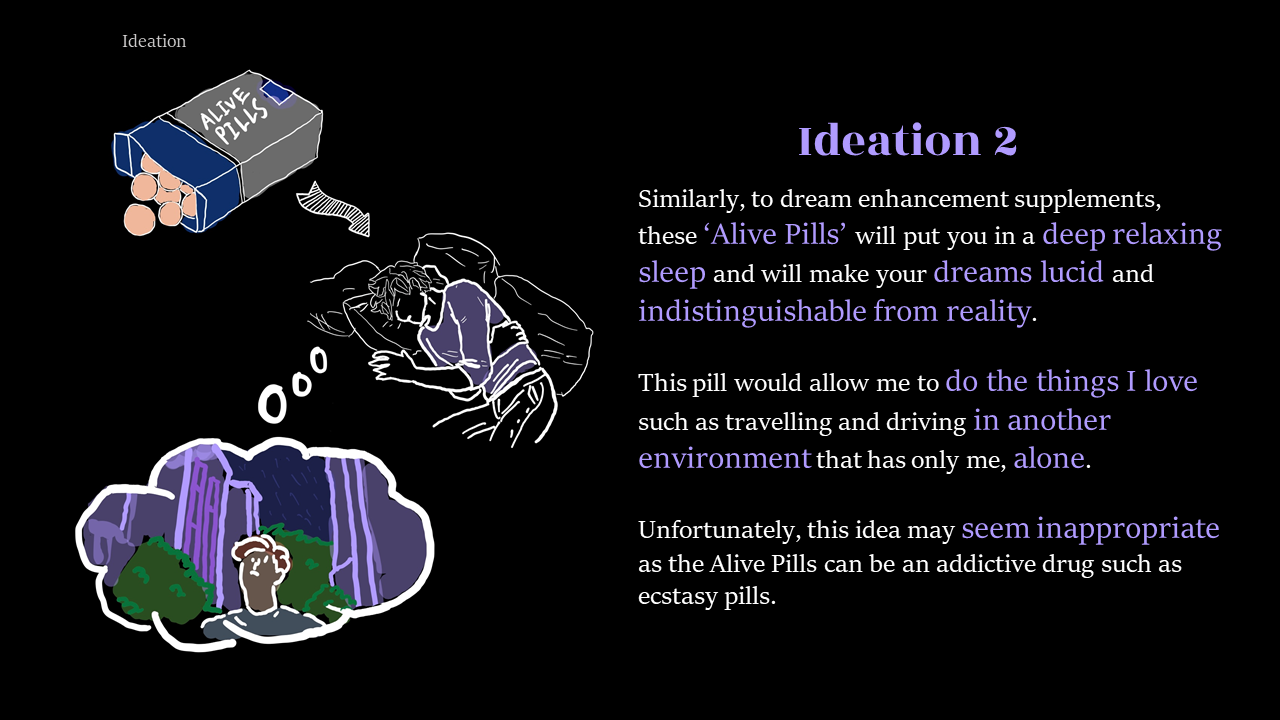 Ideation
ALIVE
PILLS
Ideation 2
Similarly, to dream enhancement supplements,
these ‘Alive Pills’ will put you in a deep relaxing
sleep and will make your dreams lucid and
indistinguishable from reality.
This pill would allow me to do the things I love
such as travelling and driving in another
environment that has only me, alone.
Unfortunately, this idea may seem inappropriate
as the Alive Pills can be an addictive drug such as
ecstasy pills.